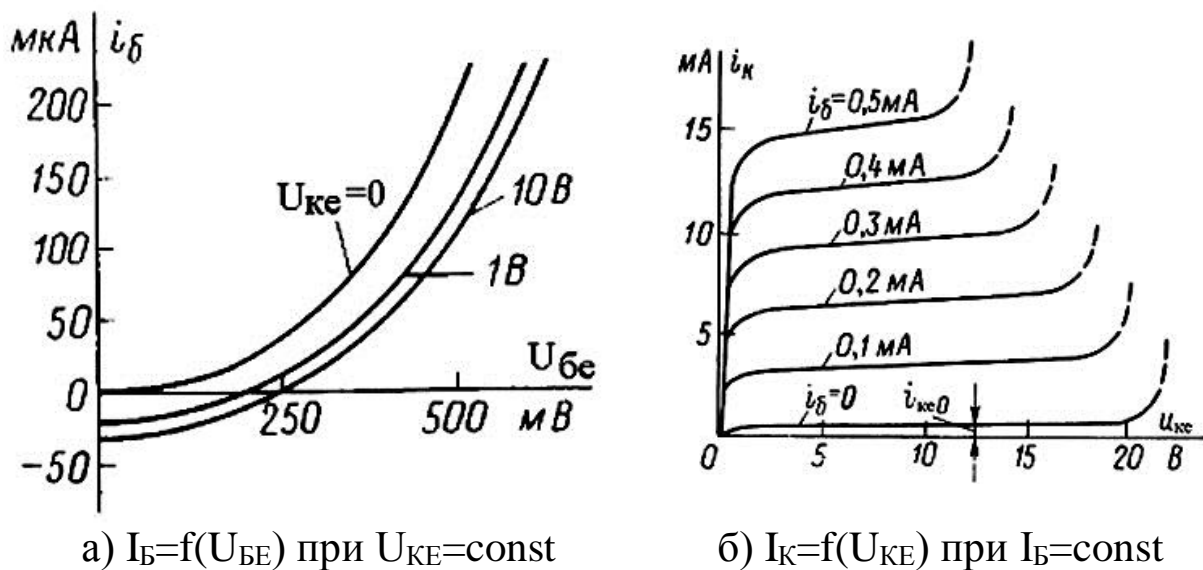 мкА iб
200
150
100
50
0
-50
Uке=0
10В
1В
Uбе
250 мВ 500
мА iк
15
10
5
0
iб=0,5мА
0,4мА
0,3мА
0,2мА
0,1мА
iб=0 iке0 uке
5 10 15 20 В
а) IБ=f(UБЕ) при UКЕ=const
б) IК=f(UКЕ) при IБ=const